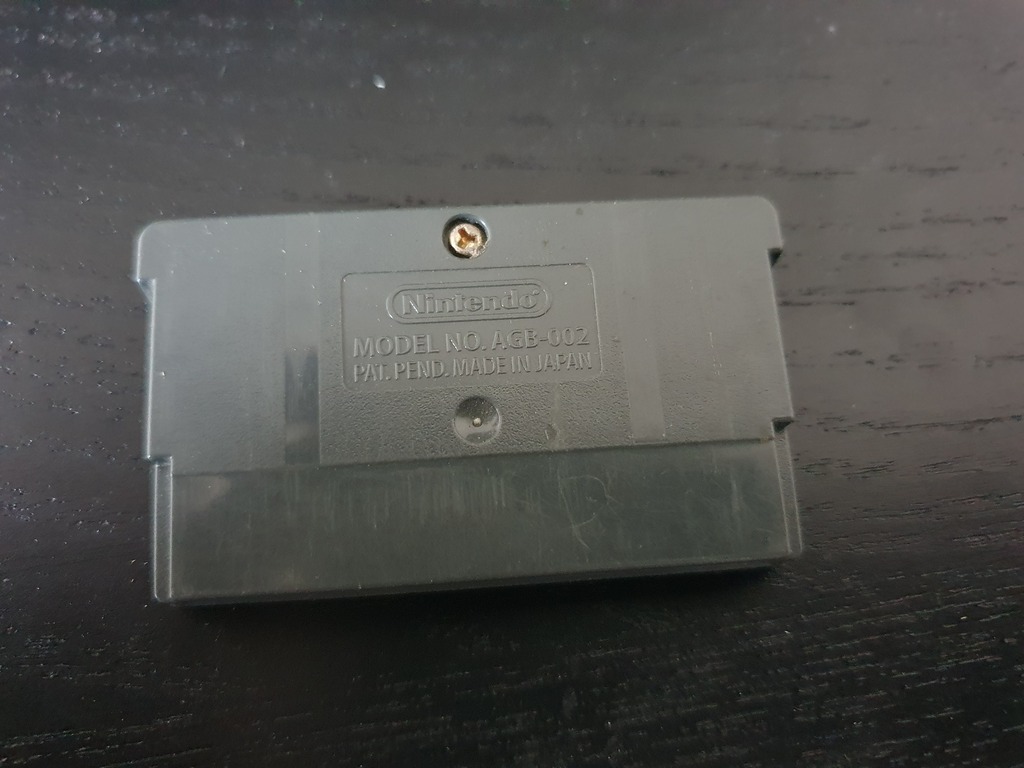 Nintendo
MODEL NO. AGB-002
PAT. PEND. MADE IN JAPAN